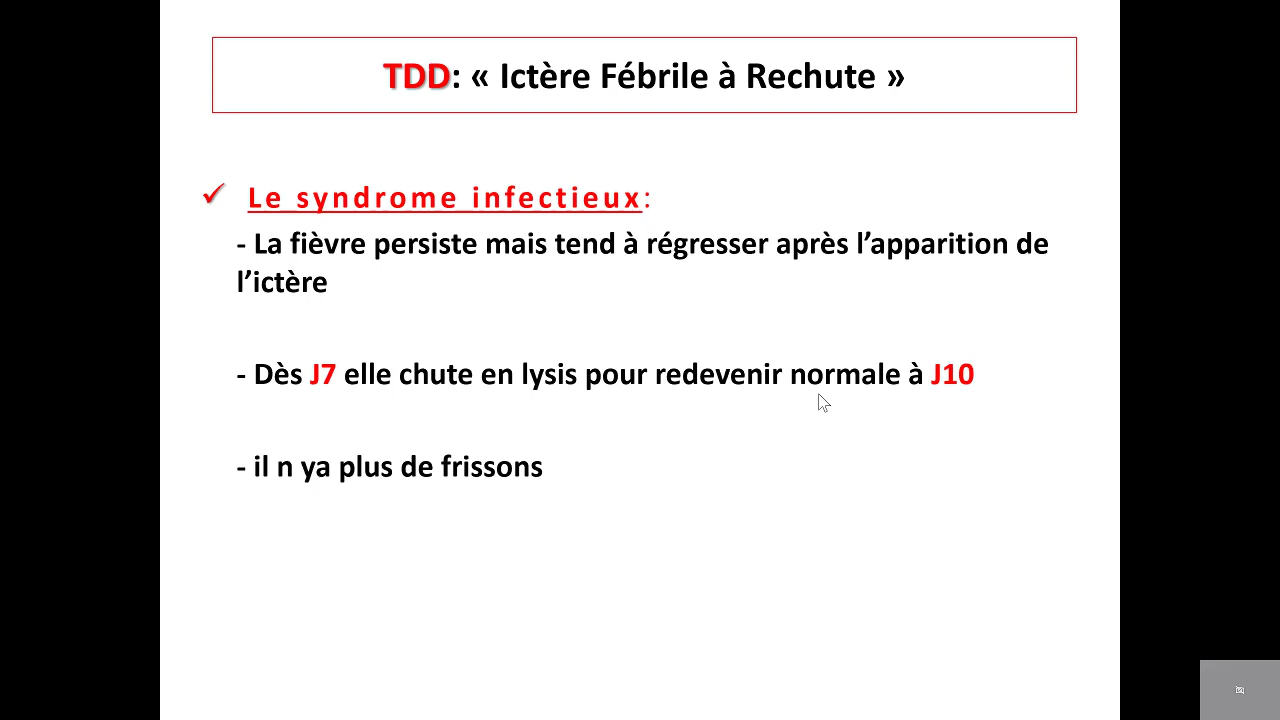 TDD: « Ictère Fébrile à Rechute »
Le syndrome infectieux:
- La fièvre persiste mais tend à régresser après l’apparition de
l’ictère
- Dès J7 elle chute en lysis pour redevenir normale à J10
- il n ya plus de frissons